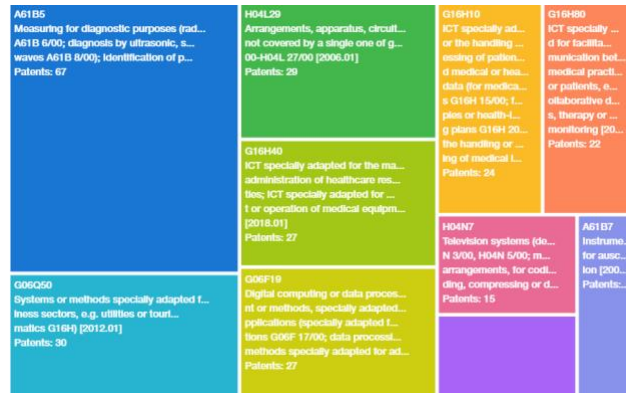 A61B5
Measuring for diagnostic purposes (rad...
A61B 6/00; diagnosis by ultrasonic, s...
waves A61B 8/00); Identification of p...
Patents: 67
G06Q50
Systems or methods specially adapted f...
iness sectors, e.g. utilities or touri...
matics G16H) [2012.01]
Patents: 30
H04L29
Arrangements, apparatus, circuit...
not covered by a single one of g...
00-H04L 27/00 [2006.01]
Patents: 29
G16H40
ICT specially adapted for the ma...
administration of healthcare res...
ties; ICT specially adapted for ...
t or operation of medical equipm...
[2018.01]
Patents: 27
G06F19
Digital computing or data proces...
nt or methods, specially adapted...
pplications (specially adapted f...
tions G06F 17/00; data processi...
methods specially adapted for ad...
Patents: 27
G16H10
ICT specially ad...
or the handling ...
essing of patien...
d medical or hea...
data (for medica...
s G16H 15/00; f...
ples or health-i...
g plans G16H 20...
the handling or ...
ing of medical i...
Patents: 24
G16H80
ICT specially ...
d for facilita...
munication bet...
medical practi...
or patients, e...
ollaborative d...
s, therapy or ...
monitoring [20...
Patents: 22
H04N7
Television systems (de...
N 3/00, H04N 5/00; m...
arrangements, for codi...
ding, compressing or d...
Patents: 15
A61B7
Instrume...
for ausc...
ion [200...
Patents:...